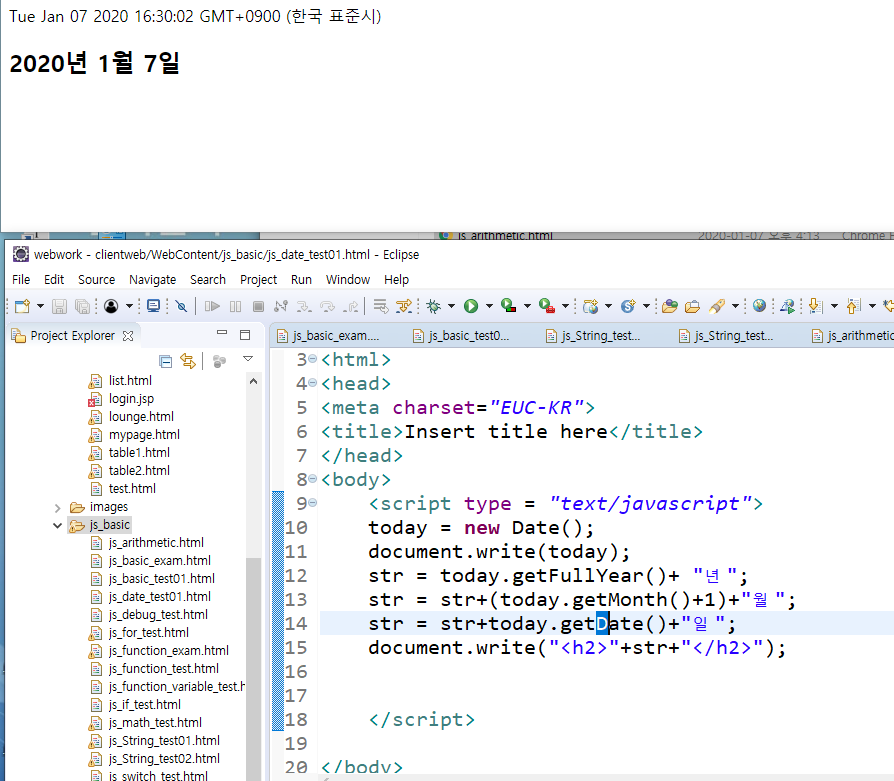 Tue Jan 07 2020 16:30:02 GMT+0900 (한국 표준시)
2020년 1월 7일
js_arithmetic.html 2020-01-07 오후 4:13 Chrome
webwork - clientweb/WebContent/js_basic/js_date_test01.html - Eclipse
File Edit Source Navigate Search Project Run Window Help
Project Explorer
js_basic_exam.... js_basic_test0... js_String_test... js_String_test... js_arithmetic
list.html
login.jsp
lounge.html
mypage.html
table1.html
table2.html
test.html
images
js_basic
js_arithmetic.html
js_basic_exam.html
js_basic_test01.html
js_date_test01.html
js_debug_test.html
js_for_test.html
js_function_exam.html
js_function_test.html
js_function_variable_test.h
js_if_test.html
js_math_test.html
js_String_test01.html
js_String_test02.html
js_switch_test.html
3 <html>
4 <head>
5 <meta charset="EUC-KR">
6 <title>Insert title here</title>
7 </head>
8 <body>
9 <script type = "text/javascript">
10 today = new Date();
11 document.write(today);
12 str = today.getFullYear()+ "년 ";
13 str = str+(today.getMonth()+1)+"월 ";
14 str = str+today.getDate()+"일 ";
15 document.write("<h2>"+str+"</h2>");
16
17
18 </script>
19
20 </body>